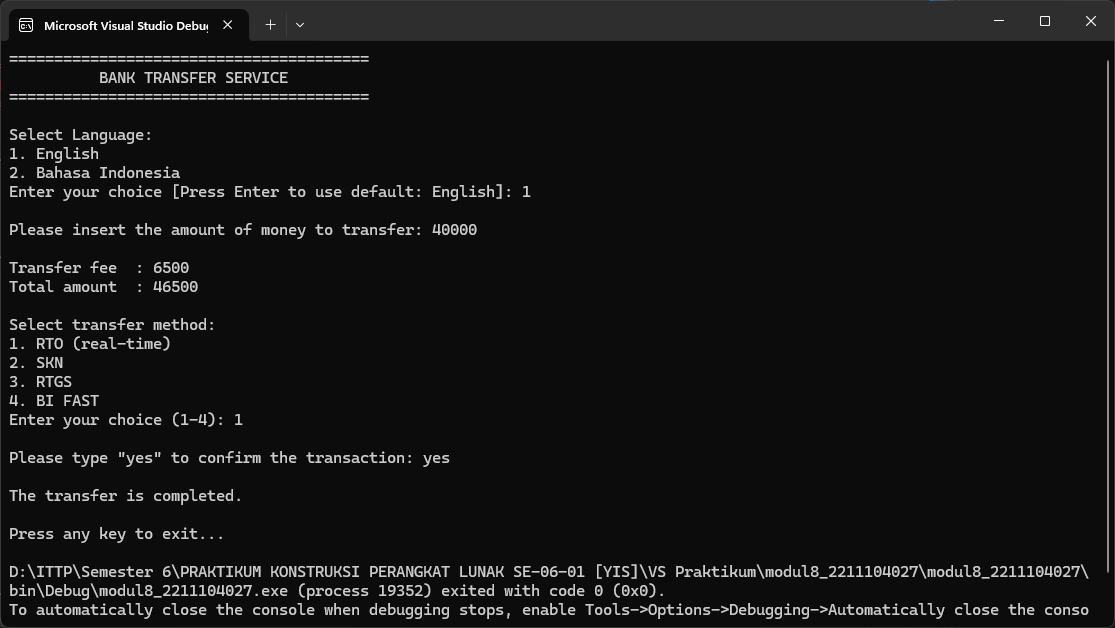 Microsoft Visual Studio Debug
========================================
BANK TRANSFER SERVICE
========================================
Select Language:
1. English
2. Bahasa Indonesia
Enter your choice [Press Enter to use default: English]: 1
Please insert the amount of money to transfer: 40000
Transfer fee  : 6500
Total amount  : 46500
Select transfer method:
1. RTO (real-time)
2. SKN
3. RTGS
4. BI FAST
Enter your choice (1-4): 1
Please type "yes" to confirm the transaction: yes
The transfer is completed.
Press any key to exit...
D:\ITTP\Semester 6\PRAKTIKUM KONSTRUKSI PERANGKAT LUNAK SE-06-01 [YIS]\VS Praktikum\modul8_2211104027\modul8_2211104027\
bin\Debug\modul8_2211104027.exe (process 19352) exited with code 0 (0x0).
To automatically close the console when debugging stops, enable Tools->Options->Debugging->Automatically close the conso